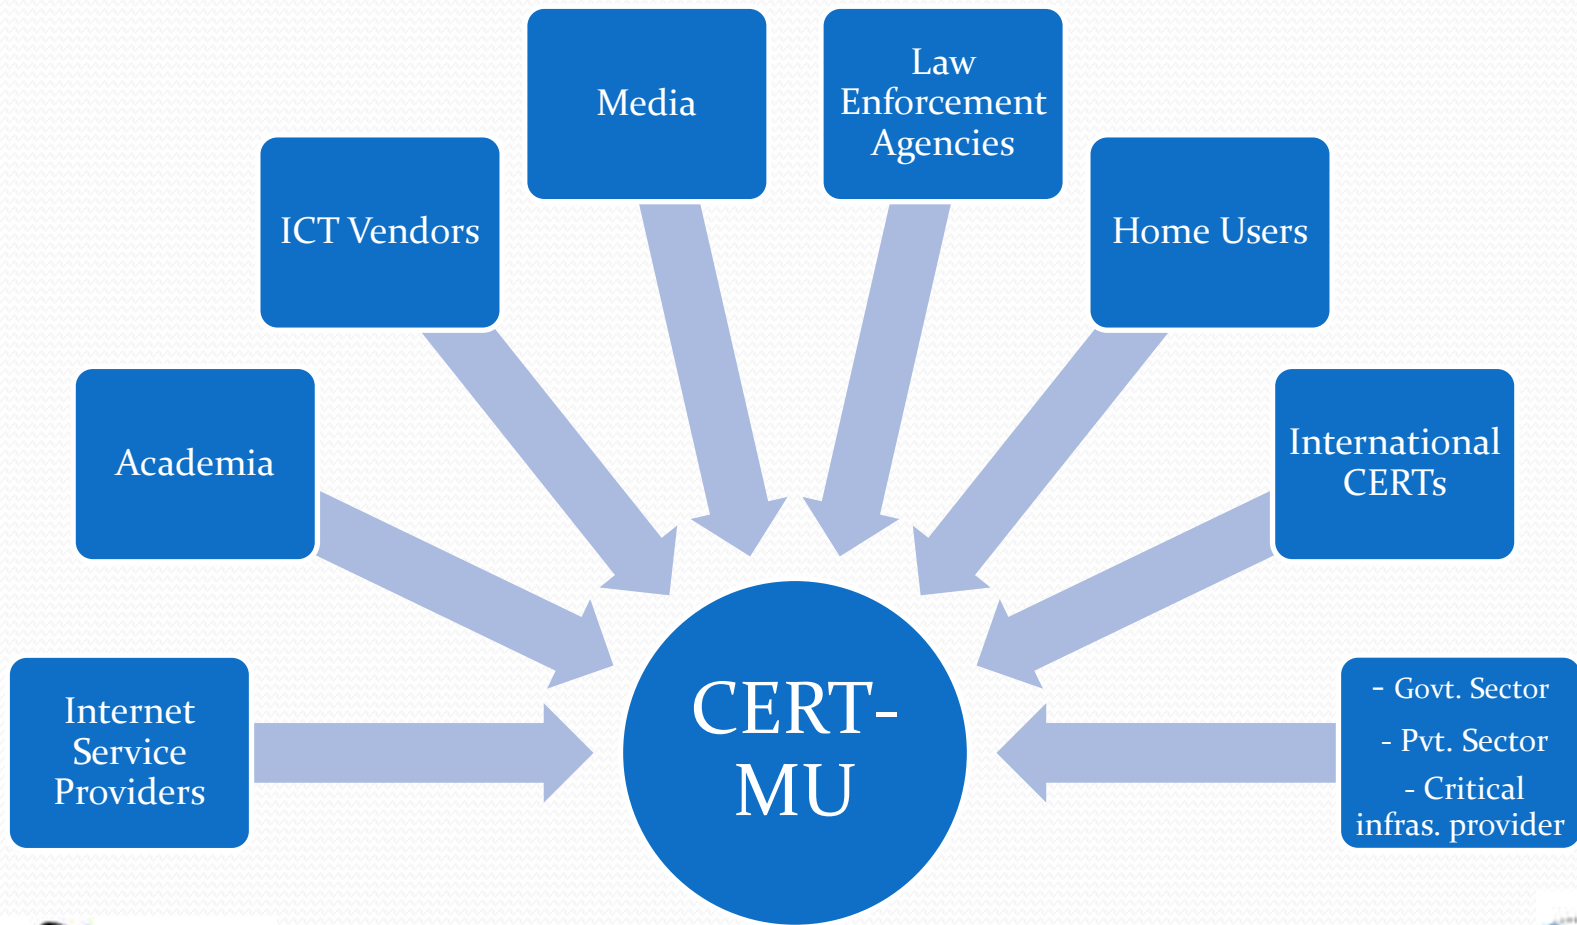 Media
Law
Enforcement
Agencies
ICT Vendors
Home Users
Academia
International
CERTs
Internet
Service
Providers
CERT-
MU
- Govt. Sector
- Pvt. Sector
- Critical
infras. provider